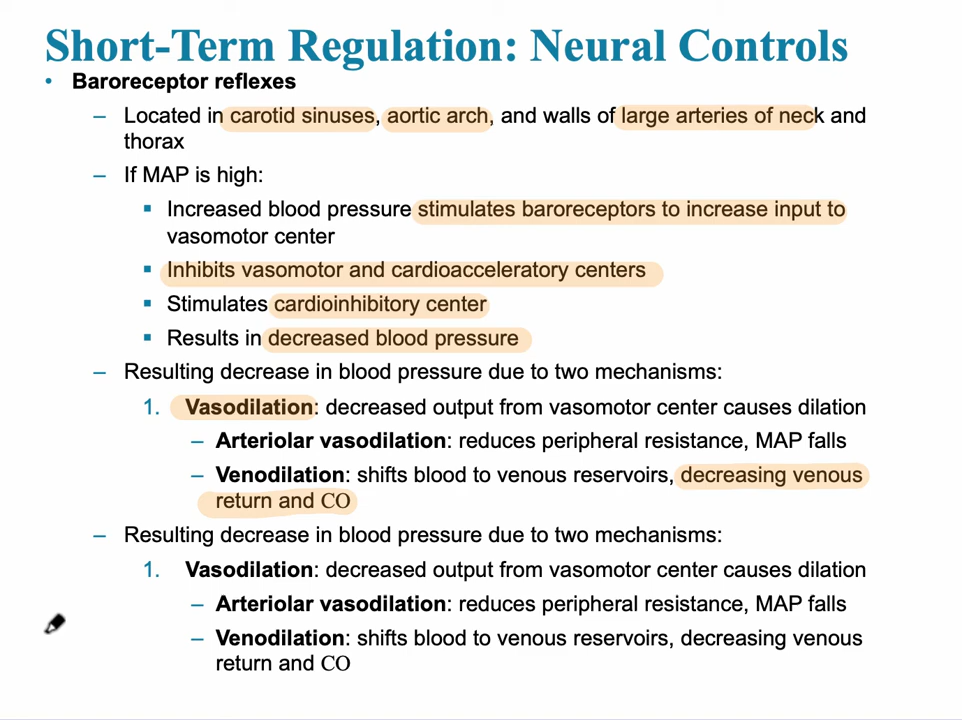 Short-Term Regulation: Neural Controls
• Baroreceptor reflexes
– Located in carotid sinuses, aortic arch, and walls of large arteries of neck and
thorax
– If MAP is high:
▪ Increased blood pressure stimulates baroreceptors to increase input to
vasomotor center
▪ Inhibits vasomotor and cardioacceleratory centers
▪ Stimulates cardioinhibitory center
▪ Results in decreased blood pressure
– Resulting decrease in blood pressure due to two mechanisms:
1. Vasodilation: decreased output from vasomotor center causes dilation
– Arteriolar vasodilation: reduces peripheral resistance, MAP falls
– Venodilation: shifts blood to venous reservoirs, decreasing venous
return and CO
– Resulting decrease in blood pressure due to two mechanisms:
1. Vasodilation: decreased output from vasomotor center causes dilation
– Arteriolar vasodilation: reduces peripheral resistance, MAP falls
– Venodilation: shifts blood to venous reservoirs, decreasing venous
return and CO